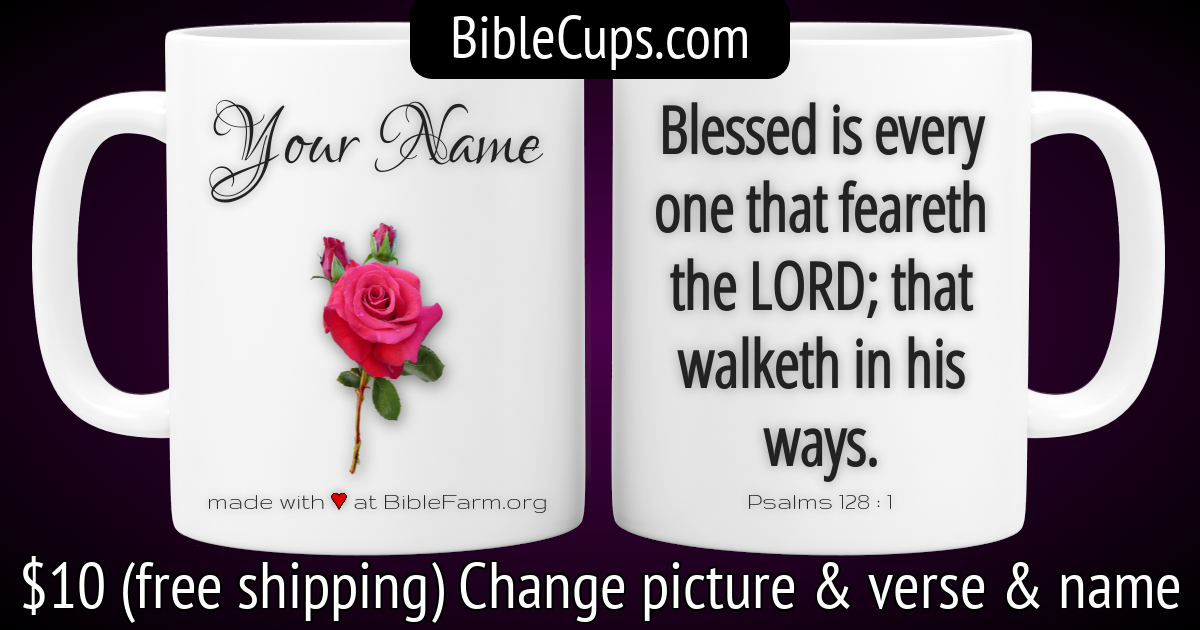 BibleCups.com
Your Name
made with ♥ at BibleFarm.org
Blessed is every
one that feareth
the LORD; that
walketh in his
ways.
Psalms 128 : 1
$10 (free shipping) Change picture & verse & name